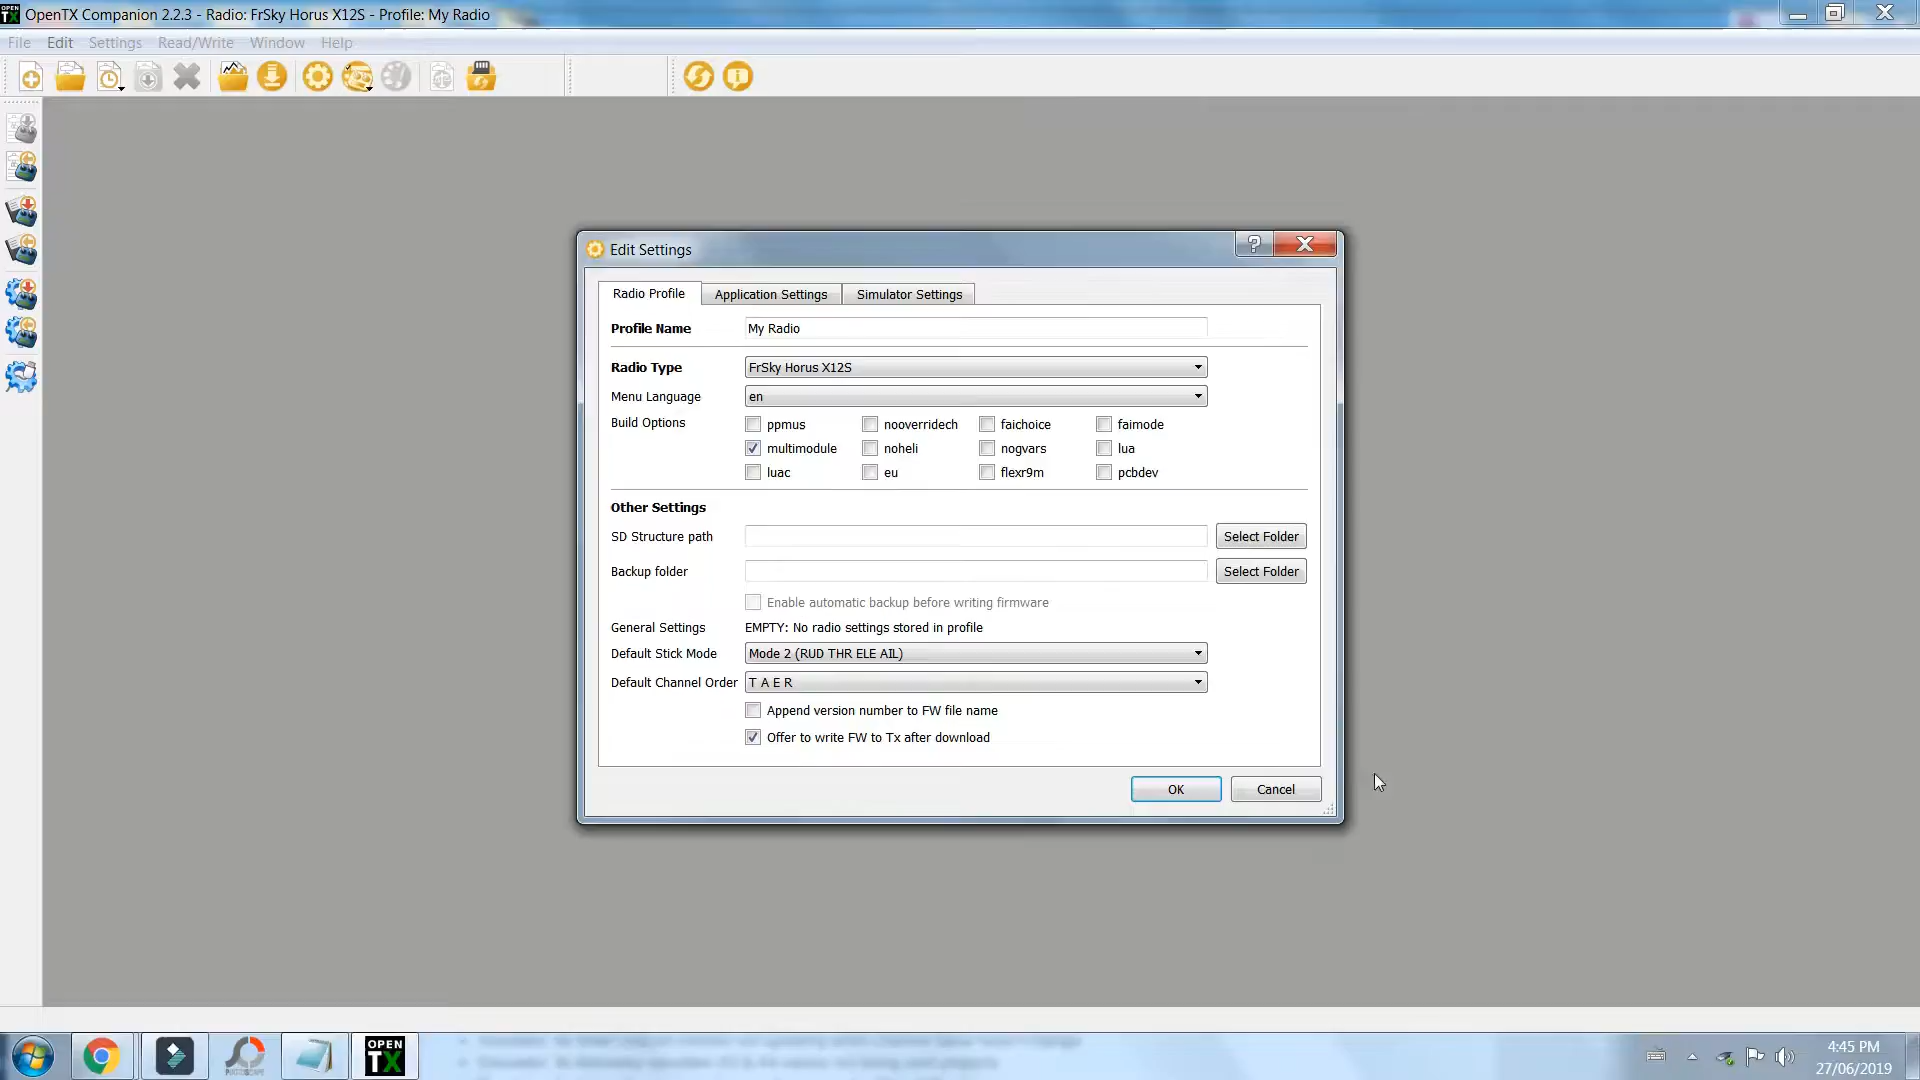 OpenTX Companion 2.2.3 - Radio: FrSky Horus X12S - Profile: My Radio
File Edit Settings Read/Write Window Help
Edit Settings
Radio Profile Application Settings Simulator Settings
Profile Name My Radio
Radio Type FrSky Horus X12S
Menu Language en
Build Options ppmus nooverridech faichoice faimode
multimodule noheli nogvars lua
luac eu flexr9m pcbdev
Other Settings
SD Structure path Select Folder
Backup folder Select Folder
Enable automatic backup before writing firmware
General Settings EMPTY: No radio settings stored in profile
Default Stick Mode Mode 2 (RUD THR ELE AIL)
Default Channel Order T A E R
Append version number to FW file name
Offer to write FW to Tx after download
OK Cancel
OPEN
TX
4:45 PM
27/06/2019